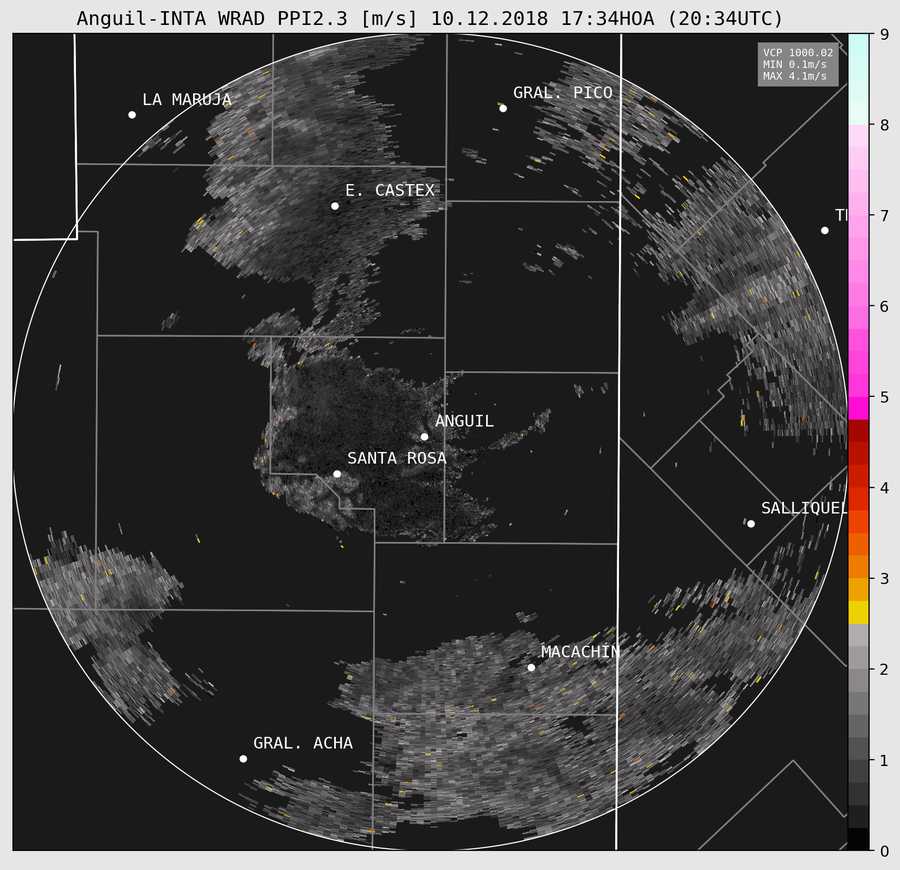 Anguil-INTA WRAD PPI2.3 [m/s] 10.12.2018 17:34HOA (20:34UTC)
VCP 1000.02
MIN 0.1m/s
MAX 4.1m/s
LA MARUJA
GRAL. PICO
E. CASTEX
ANGUIL
SANTA ROSA
SALLIQUEL
MACACHÍN
GRAL. ACHA
9
8
7
6
5
4
3
2
1
0